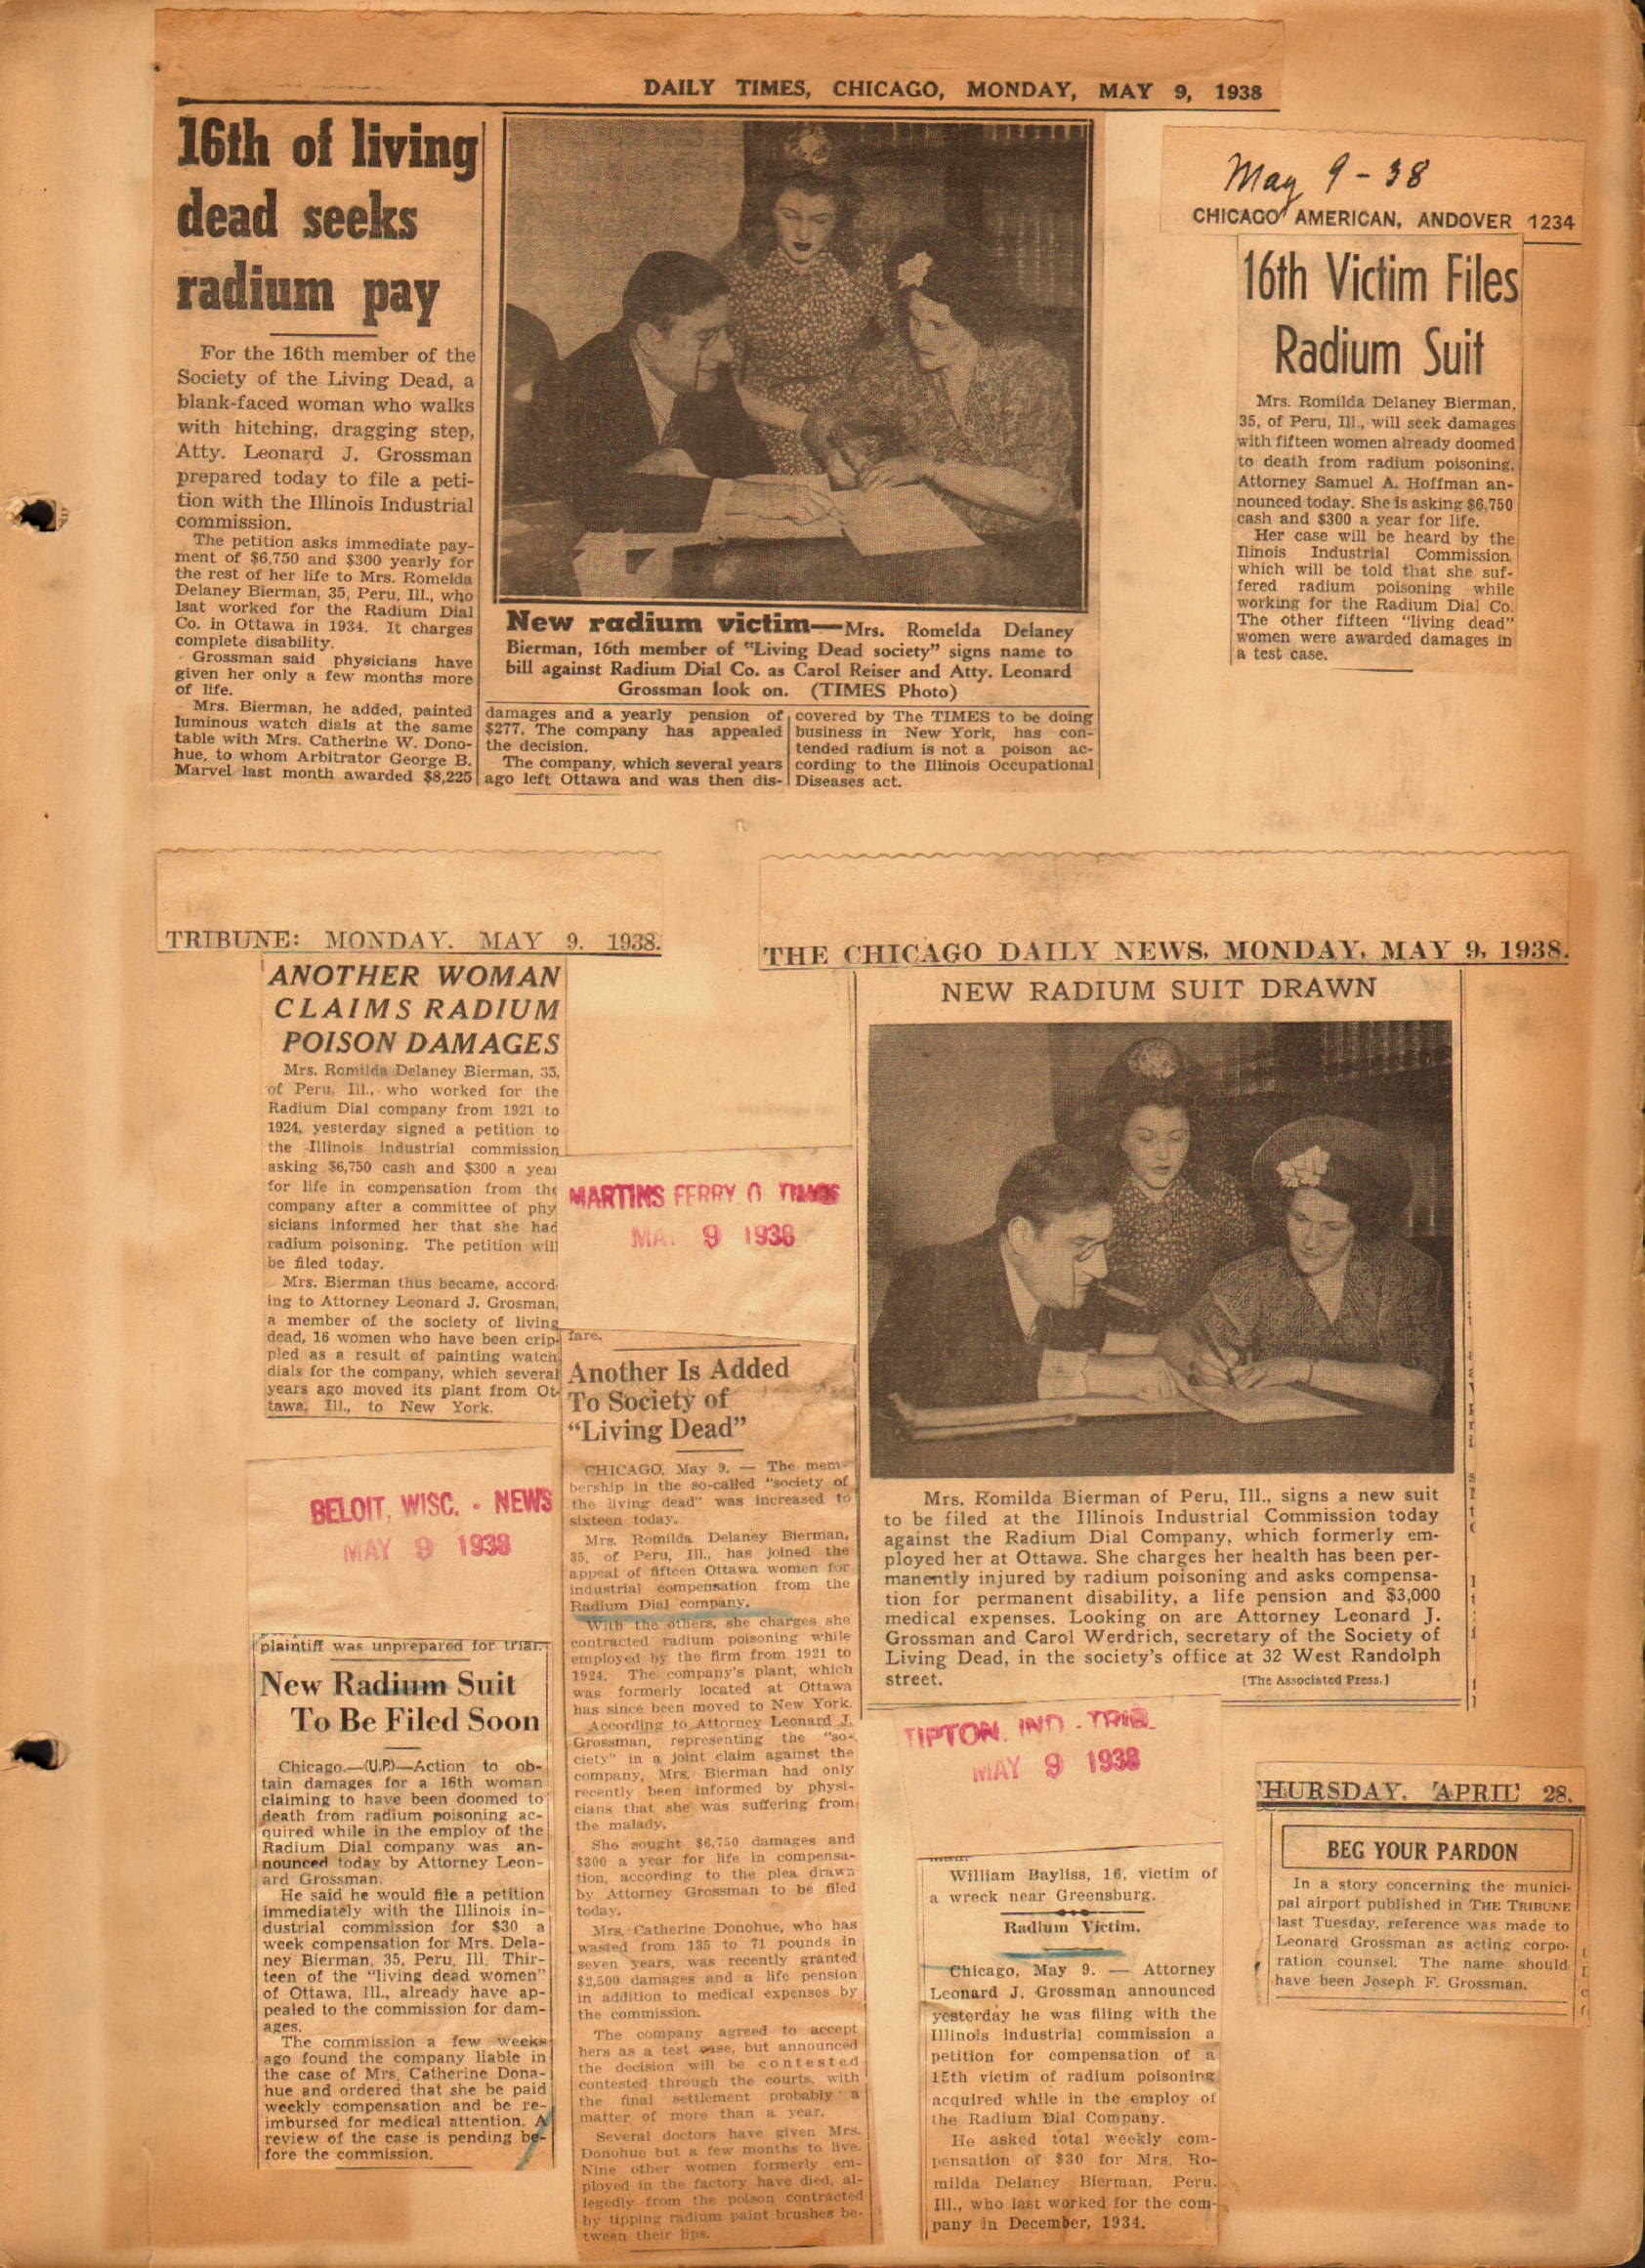 DAILY TIMES, CHICAGO, MONDAY, MAY 9, 1938
16th of living
dead seeks
radium pay
For the 16th member of the
Society of the Living Dead, a
blank-faced woman who walks
with hitching, dragging step,
Atty. Leonard J. Grossman
prepared today to file a peti-
tion with the Illinois Industrial
commission.
The petition asks immediate pay-
ment of $6,750 and $300 yearly for
the rest of her life to Mrs. Romelda
Delaney Bierman, 35, Peru, Ill., who
lsat worked for the Radium Dial
Co. in Ottawa in 1934. It charges
complete disability.
Grossman said physicians have
given her only a few months more
of life.
Mrs. Bierman, he added, painted
luminous watch dials at the same
table with Mrs. Catherine W. Dono-
hue, to whom Arbitrator George B.
Marvel last month awarded $8,225
New radium victim—Mrs. Romelda Delaney
Bierman, 16th member of "Living Dead society" signs name to
bill against Radium Dial Co. as Carol Reiser and Atty. Leonard
Grossman look on. (TIMES Photo)
damages and a yearly pension of
$277. The company has appealed
the decision.
The company, which several years
ago left Ottawa and was then dis-
covered by The TIMES to be doing
business in New York, has con-
tended radium is not a poison ac-
cording to the Illinois Occupational
Diseases act.
May 9-38
CHICAGO AMERICAN, ANDOVER 1234
16th Victim Files
Radium Suit
Mrs. Romilda Delaney Bierman,
35, of Peru, Ill., will seek damages
with fifteen women already doomed
to death from radium poisoning,
Attorney Samuel A. Hoffman an-
nounced today. She is asking $6,750
cash and $300 a year for life.
Her case will be heard by the
Ilinois Industrial Commission
which will be told that she suf-
fered radium poisoning while
working for the Radium Dial Co.
The other fifteen "living dead"
women were awarded damages in
a test case.
TRIBUNE: MONDAY. MAY 9. 1938.
ANOTHER WOMAN
CLAIMS RADIUM
POISON DAMAGES
Mrs. Romilda Delaney Bierman, 35,
of Peru, Ill., who worked for the
Radium Dial company from 1921 to
1924, yesterday signed a petition to
the Illinois industrial commission
asking $6,750 cash and $300 a year
for life in compensation from the
company after a committee of phy
sicians informed her that she had
radium poisoning. The petition will
be filed today.
Mrs. Bierman thus became, accord-
ing to Attorney Leonard J. Grosman,
a member of the society of living
dead, 16 women who have been crip-
pled as a result of painting watch
dials for the company, which several
years ago moved its plant from Ot-
tawa, Ill., to New York.
MARTINS FERRY O TIMES
MA 9 1938
fare.
Another Is Added
To Society of
"Living Dead"
CHICAGO, May 9. — The mem-
bership in the so-called "society of
the living dead" was increased to
sixteen today.
Mrs. Romilda Delaney Bierman,
35, of Peru, Ill., has joined the
appeal of fifteen Ottawa women for
industrial compensation from the
Radium Dial company.
With the others, she charges she
contracted radium poisoning while
employed by the firm from 1921 to
1924. The company's plant, which
was formerly located at Ottawa
has since been moved to New York.
According to Attorney Leonard J.
Grossman, representing the "so-
ciety" in a joint claim against the
company, Mrs. Bierman had only
recently been informed by physi-
cians that she was suffering from
the malady.
She sought $6,750 damages and
$300 a year for life in compensa-
tion, according to the plea drawn
by Attorney Grossman to be filed
today.
Mrs. Catherine Donohue, who has
wasted from 135 to 71 pounds in
seven years, was recently granted
$2,500 damages and a life pension
in addition to medical expenses by
the commission.
The company agreed to accept
hers as a test case, but announced
the decision will be contested
contested through the courts, with
the final settlement probably a
matter of more than a year.
Several doctors have given Mrs.
Donohue but a few months to live.
Nine other women formerly em-
ployed in the factory have died, al-
legedly from the poison contracted
by tipping radium paint brushes be-
tween their lips.
THE CHICAGO DAILY NEWS, MONDAY, MAY 9, 1938.
NEW RADIUM SUIT DRAWN
Mrs. Romilda Bierman of Peru, Ill., signs a new suit
to be filed at the Illinois Industrial Commission today
against the Radium Dial Company, which formerly em-
ployed her at Ottawa. She charges her health has been per-
manently injured by radium poisoning and asks compensa-
tion for permanent disability, a life pension and $3,000
medical expenses. Looking on are Attorney Leonard J.
Grossman and Carol Werdrich, secretary of the Society of
Living Dead, in the society's office at 32 West Randolph
street. [The Associated Press.]
BELOIT, WISC. - NEWS
MAY 9 1938
plaintiff was unprepared for trial.
New Radium Suit
To Be Filed Soon
Chicago.—(U.P.)—Action to ob-
tain damages for a 16th woman
claiming to have been doomed to
death from radium poisoning ac-
quired while in the employ of the
Radium Dial company was an-
nounced today by Attorney Leon-
ard Grossman.
He said he would file a petition
immediately with the Illinois in-
dustrial commission for $30 a
week compensation for Mrs. Dela-
ney Bierman, 35, Peru, Ill. Thir-
teen of the "living dead women"
of Ottawa, Ill., already have ap-
pealed to the commission for dam-
ages.
The commission a few weeks
ago found the company liable in
the case of Mrs. Catherine Dona-
hue and ordered that she be paid
weekly compensation and be re-
imbursed for medical attention. A
review of the case is pending be-
fore the commission.
TIPTON, IND. - TRIB.
MAY 9 1938
William Bayliss, 16, victim of
a wreck near Greensburg.
Radium Victim.
Chicago, May 9. — Attorney
Leonard J. Grossman announced
yesterday he was filing with the
Illinois industrial commission a
petition for compensation of a
15th victim of radium poisoning
acquired while in the employ of
the Radium Dial Company.
He asked total weekly com-
pensation of $30 for Mrs. Ro-
milda Delaney Bierman, Peru,
Ill., who last worked for the com-
pany in December, 1934.
HURSDAY. APRIL 28.
BEG YOUR PARDON
In a story concerning the munici-
pal airport published in THE TRIBUNE
last Tuesday, reference was made to
Leonard Grossman as acting corpo-
ration counsel. The name should
have been Joseph F. Grossman.